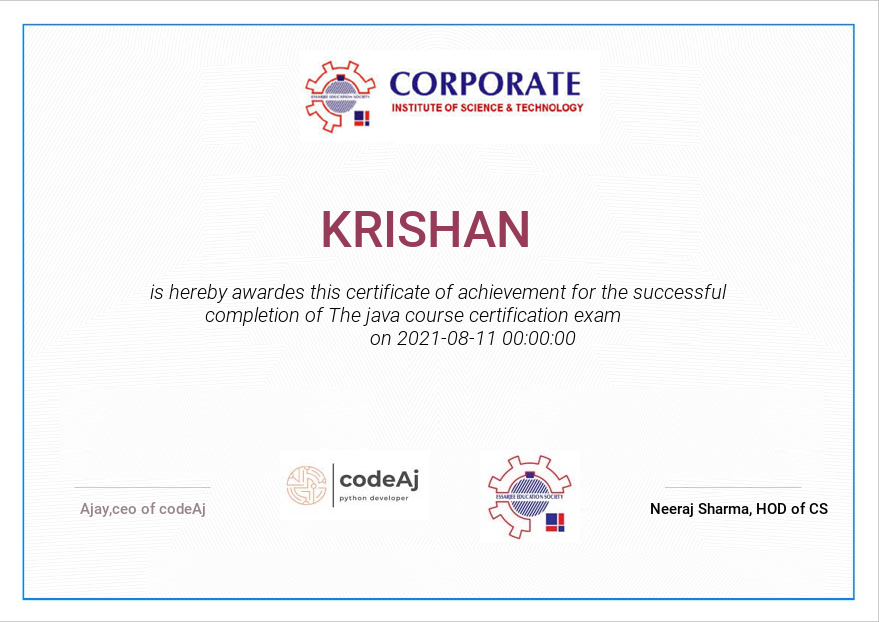 CORPORATE
INSTITUTE OF SCIENCE & TECHNOLOGY
ESSARJEE EDUCATION SOCIETY
KRISHAN
is hereby awardes this certificate of achievement for the successful
completion of The java course certification exam
on 2021-08-11 00:00:00
codeAj
python developer
ESSARJEE EDUCATION SOCIETY
Ajay,ceo of codeAj
Neeraj Sharma, HOD of CS